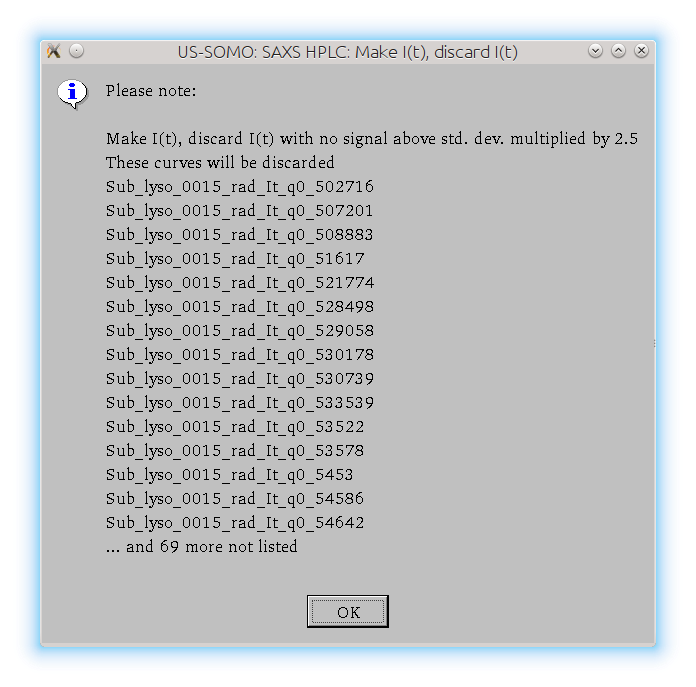 US-SOMO: SAXS HPLC: Make I(t), discard I(t)
Please note:
Make I(t), discard I(t) with no signal above std. dev. multiplied by 2.5
These curves will be discarded
Sub_lyso_0015_rad_It_q0_502716
Sub_lyso_0015_rad_It_q0_507201
Sub_lyso_0015_rad_It_q0_508883
Sub_lyso_0015_rad_It_q0_51617
Sub_lyso_0015_rad_It_q0_521774
Sub_lyso_0015_rad_It_q0_528498
Sub_lyso_0015_rad_It_q0_529058
Sub_lyso_0015_rad_It_q0_530178
Sub_lyso_0015_rad_It_q0_530739
Sub_lyso_0015_rad_It_q0_533539
Sub_lyso_0015_rad_It_q0_53522
Sub_lyso_0015_rad_It_q0_53578
Sub_lyso_0015_rad_It_q0_5453
Sub_lyso_0015_rad_It_q0_54586
Sub_lyso_0015_rad_It_q0_54642
... and 69 more not listed
OK